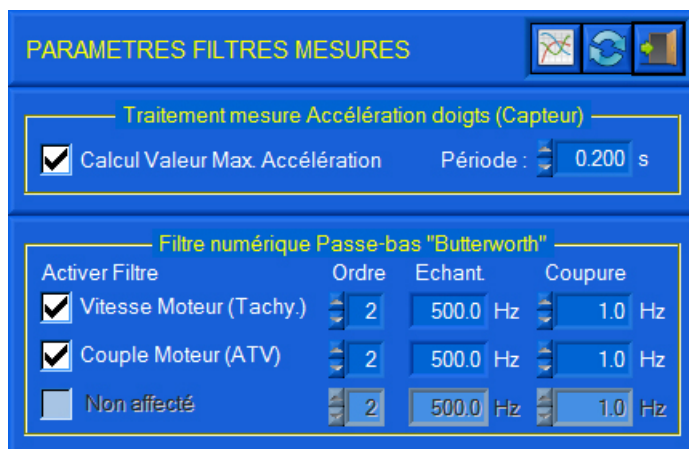 PARAMETRES FILTRES MESURES
Traitement mesure Accélération doigts (Capteur)
Calcul Valeur Max. Accélération Période : 0.200 s
Filtre numérique Passe-bas "Butterworth"
Activer Filtre Ordre Echant. Coupure
Vitesse Moteur (Tachy.) 2 500.0 Hz 1.0 Hz
Couple Moteur (ATV) 2 500.0 Hz 1.0 Hz
Non affecté 2 500.0 Hz 1.0 Hz